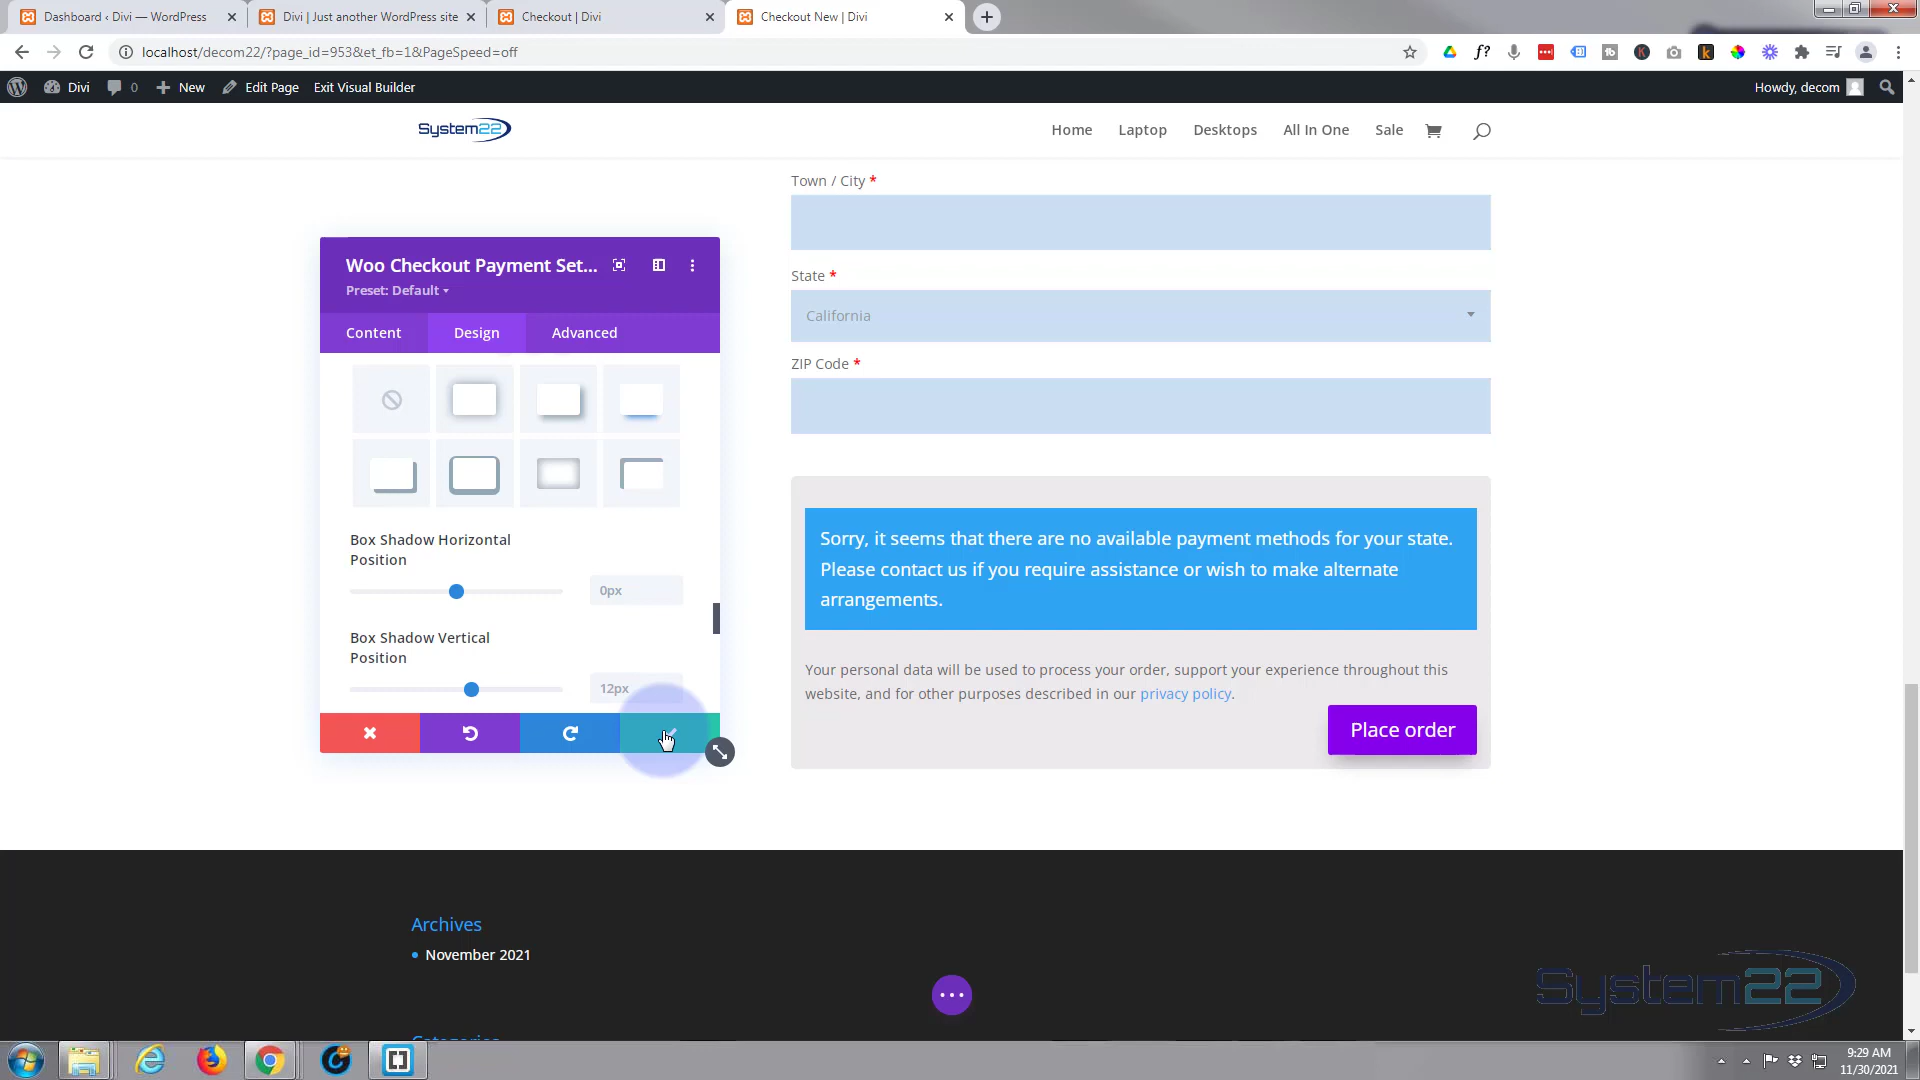 Dashboard ‹ Divi — WordPress
Divi | Just another WordPress site
Checkout | Divi
Checkout New | Divi
localhost/decom22/?page_id=953&et_fb=1&PageSpeed=off
Divi
0
New
Edit Page
Exit Visual Builder
Howdy, decom
System22
Home
Laptop
Desktops
All In One
Sale
Town / City *
State *
California
ZIP Code *
Woo Checkout Payment Set...
Preset: Default
Content
Design
Advanced
Box Shadow Horizontal
Position
0px
Box Shadow Vertical
Position
12px
Sorry, it seems that there are no available payment methods for your state.
Please contact us if you require assistance or wish to make alternate
arrangements.
Your personal data will be used to process your order, support your experience throughout this
website, and for other purposes described in our privacy policy.
Place order
Archives
November 2021
System22
9:29 AM
11/30/2021